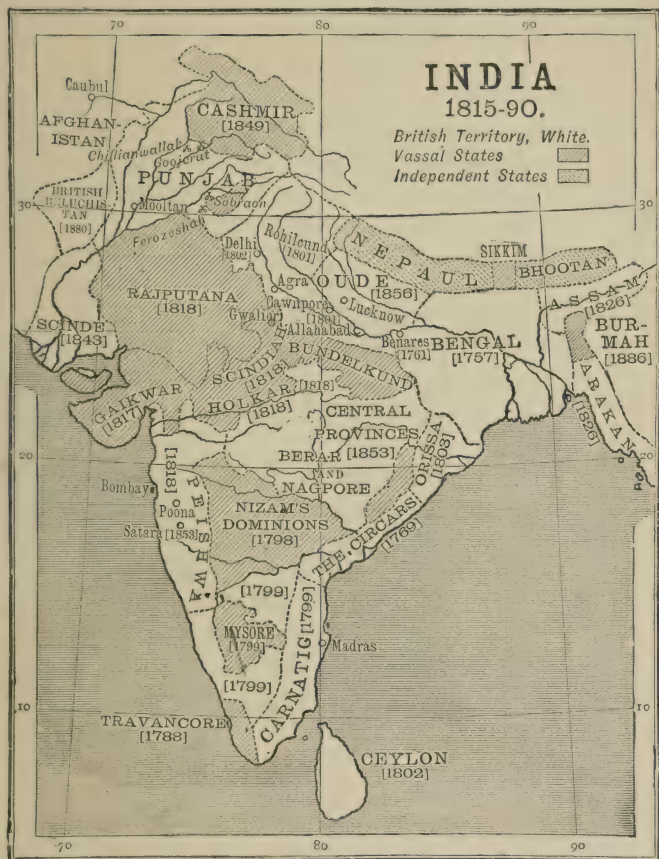 70
80
90
INDIA
1815-90.
British Territory, White.
Vassal States
Independent States
Caubul
AFGHAN-
ISTAN
CASHMIR
[1849]
Chillianwallah
Goojerat
PUNJAB
BRITISH
BELUCHIS-
TAN
[1880]
30
Mooltan
Sobraon
30
Ferozeshah
Delhi
[1802]
Rohilcund
[1801]
NEPAUL
SIKKIM
BHOOTAN
RAJPUTANA
[1818]
Agra
OUDE
[1856]
ASSAM
[1826]
Cawnpore
[1801]
Lucknow
Gwalior
Allahabad
SCINDE
[1843]
Benares
[1761]
BENGAL
[1757]
BUR-
MAH
[1886]
SCINDIA
[1818]
BUNDELKUND
[1818]
GAIKWAR
[1817]
HOLKAR
[1818]
ARAKAN
[1826]
CENTRAL
PROVINCES
BERAR [1853]
AND
NAGPORE
ORISSA
[1803]
20
20
Bombay
[1818]
PEISHWA
Poona
Satara [1853]
NIZAM'S
DOMINIONS
[1798]
THE CIRCARS
[1769]
[1799]
MYSORE
[1799]
[1799]
CARNATIC [1799]
Madras
10
10
TRAVANCORE
[1788]
CEYLON
[1802]
70
80
90